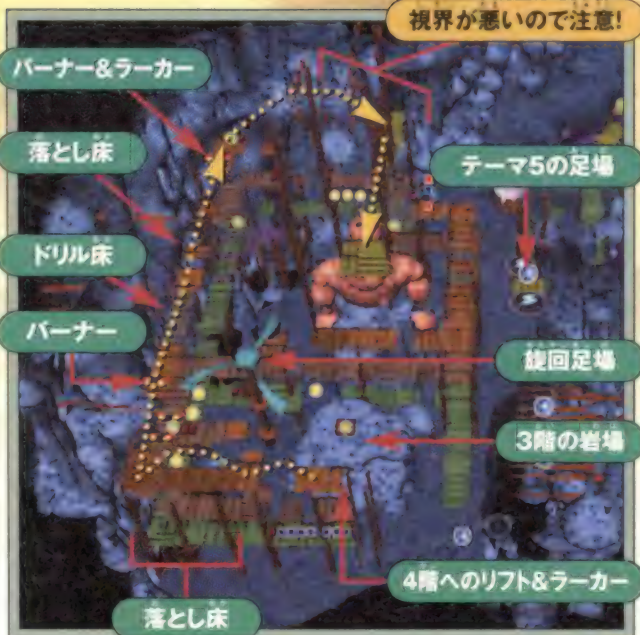 視界が悪いので注意!
バーナー&ラーカー
落とし床
テーマ5の足場
ドリル床
バーナー
旋回足場
3階の岩場
4階へのリフト&ラーカー
落とし床